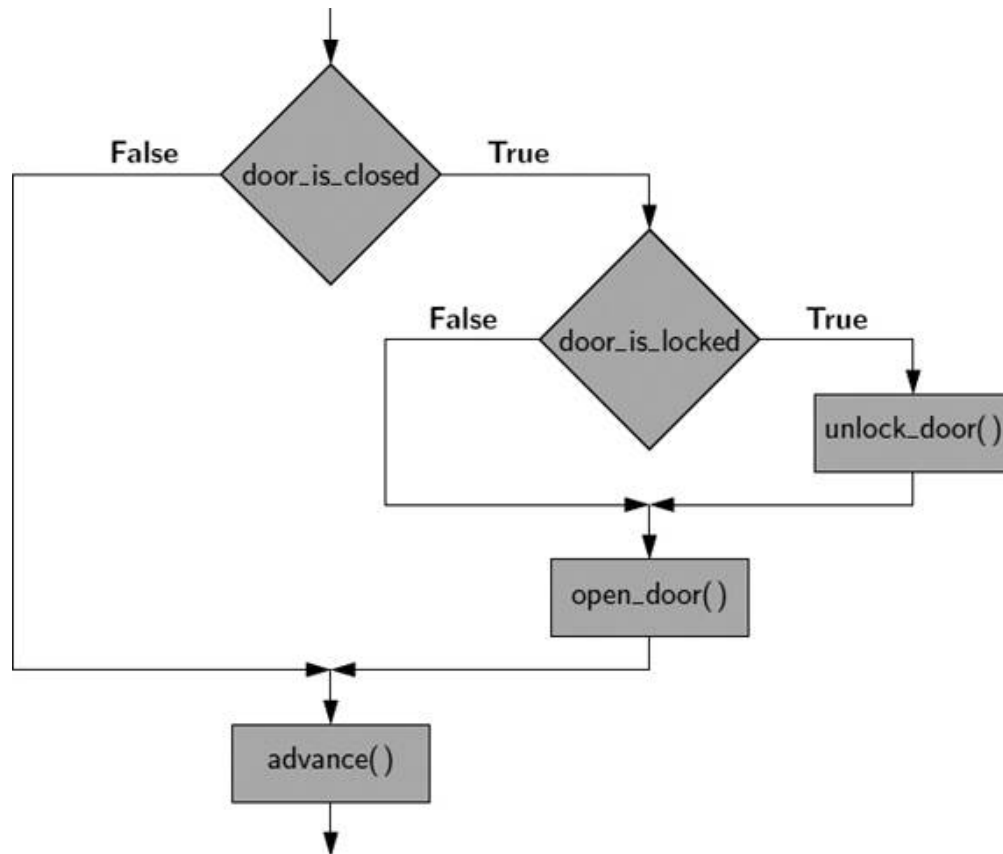 False
True
door_is_closed
False
True
door_is_locked
unlock_door()
open_door()
advance()